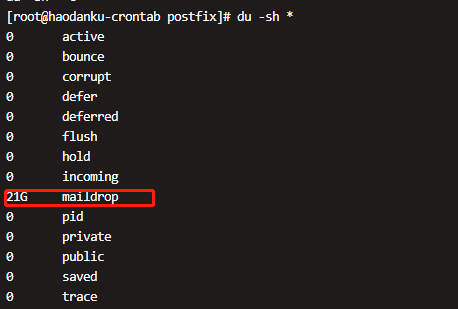 [root@haodanku-crontab postfix]# du -sh *
0 active
0 bounce
0 corrupt
0 defer
0 deferred
0 flush
0 hold
0 incoming
21G maildrop
0 pid
0 private
0 public
0 saved
0 trace